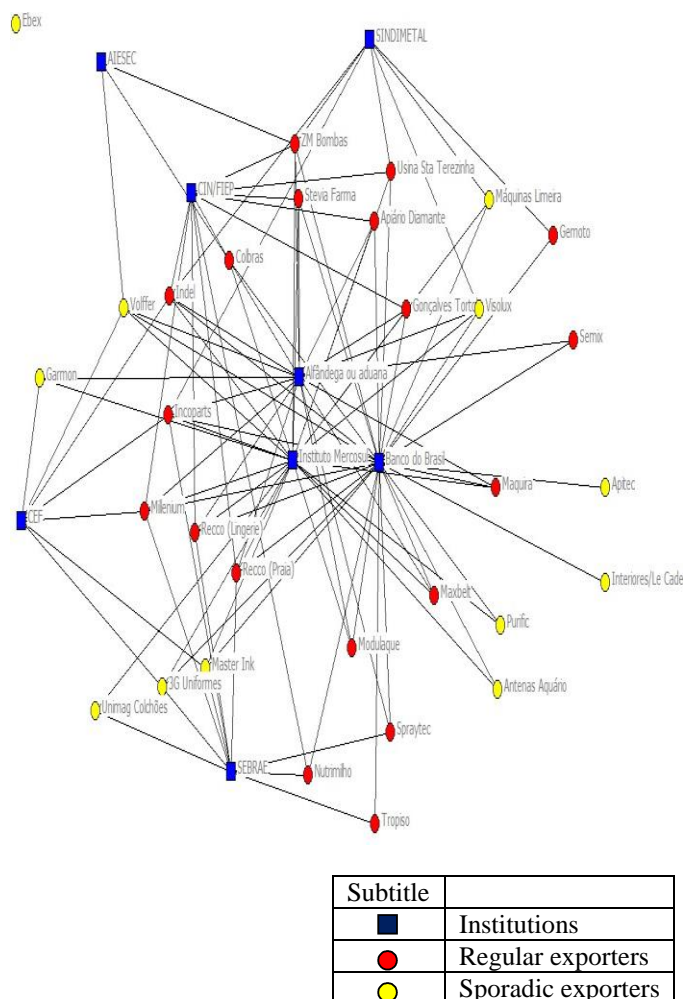 Ebex
SINDIMETAL
AIESEC
ZM Bombas
Usina Sta Terezinha
CIN/FIEP
Stevia Farma
Máquinas Limeira
Apiário Diamante
Gemoto
Colbras
Indel
Volffer
Gonçalves Torto
Visolux
Semix
Alfândega ou aduana
Garmon
Incoparts
Instituto Mercosul
Banco do Brasil
Maquira
Apitec
Millenium
CEF
Recco (Lingerie)
Recco (Praia)
Interiores/Le Cade
Maxbelt
Purific
Modulaque
Master Ink
3G Uniformes
Antenas Aquário
Unimag Colchões
Spraytec
SEBRAE
Nutrimilho
Tropiso
Subtitle
Institutions
Regular exporters
Sporadic exporters